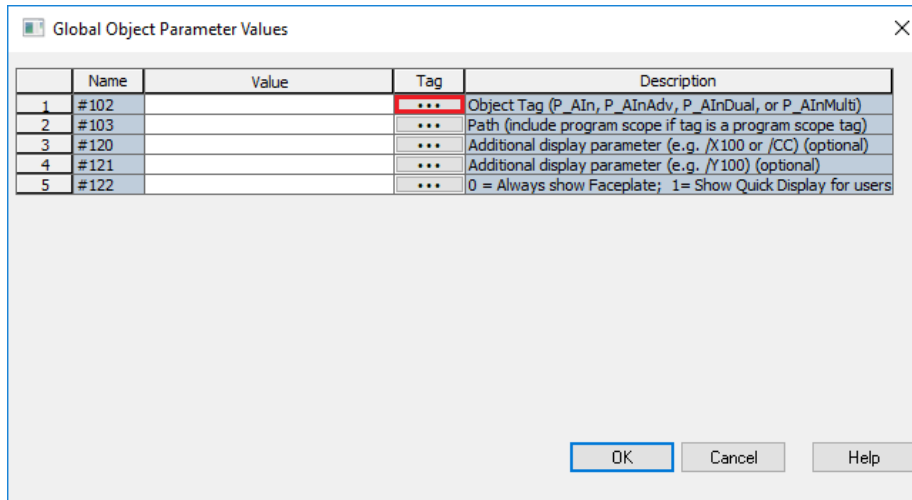 Global Object Parameter Values
Name Value Tag Description
1 #102 ••• Object Tag (P_AIn, P_AInAdv, P_AInDual, or P_AInMulti)
2 #103 ••• Path (include program scope if tag is a program scope tag)
3 #120 ••• Additional display parameter (e.g. /X100 or /CC) (optional)
4 #121 ••• Additional display parameter (e.g. /Y100) (optional)
5 #122 ••• 0 = Always show Faceplate;  1= Show Quick Display for users
OK Cancel Help